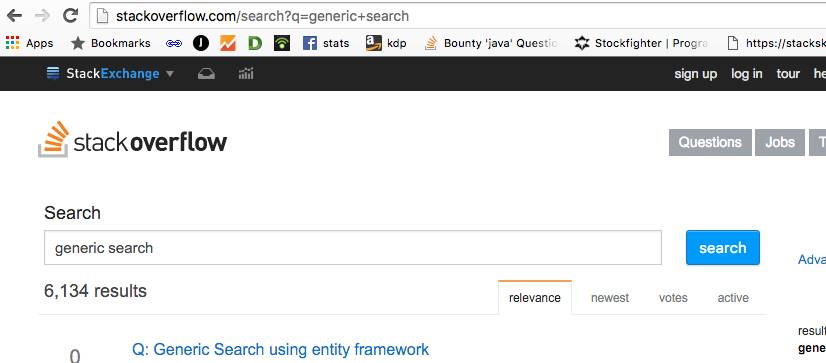 stackoverflow.com/search?q=generic+search
Apps Bookmarks stats kdp Bounty 'java' Questio Stockfighter | Progra https://stacksk
StackExchange sign up log in tour he
stackoverflow Questions Jobs T
Search
generic search search
Adva
6,134 results relevance newest votes active
result
gene
0 Q: Generic Search using entity framework